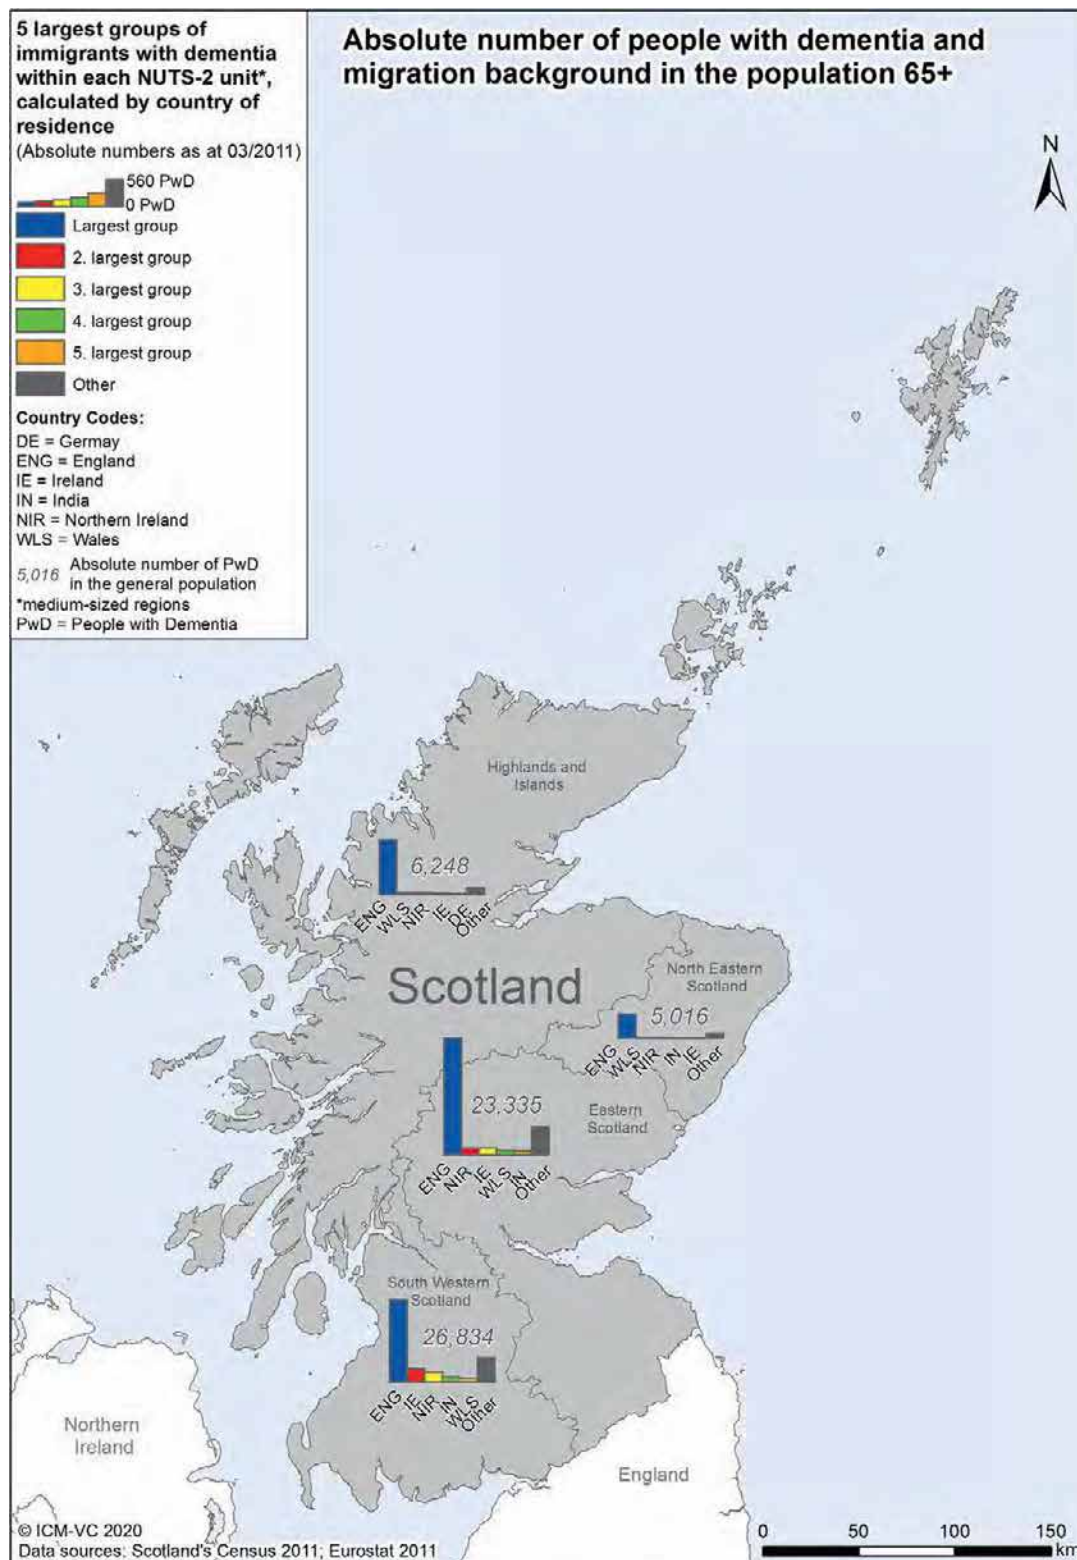 5 largest groups of
immigrants with dementia
within each NUTS-2 unit*,
calculated by country of
residence
(Absolute numbers as at 03/2011)
560 PwD
0 PwD
Largest group
2. largest group
3. largest group
4. largest group
5. largest group
Other
Country Codes:
DE = Germay
ENG = England
IE = Ireland
IN = India
NIR = Northern Ireland
WLS = Wales
5,016 Absolute number of PwD
in the general population
*medium-sized regions
PwD = People with Dementia
Absolute number of people with dementia and
migration background in the population 65+
N
Highlands and
Islands
6,248
ENG
WLS
NIR
IE
DE
Other
Scotland
North Eastern
Scotland
5,016
ENG
WLS
NIR
IN
IE
Other
Eastern
Scotland
23,335
ENG
NIR
IE
WLS
IN
Other
South Western
Scotland
26,834
ENG
IE
NIR
IN
WLS
Other
Northern
Ireland
England
© ICM-VC 2020
Data sources: Scotland's Census 2011; Eurostat 2011
0 50 100 150
km